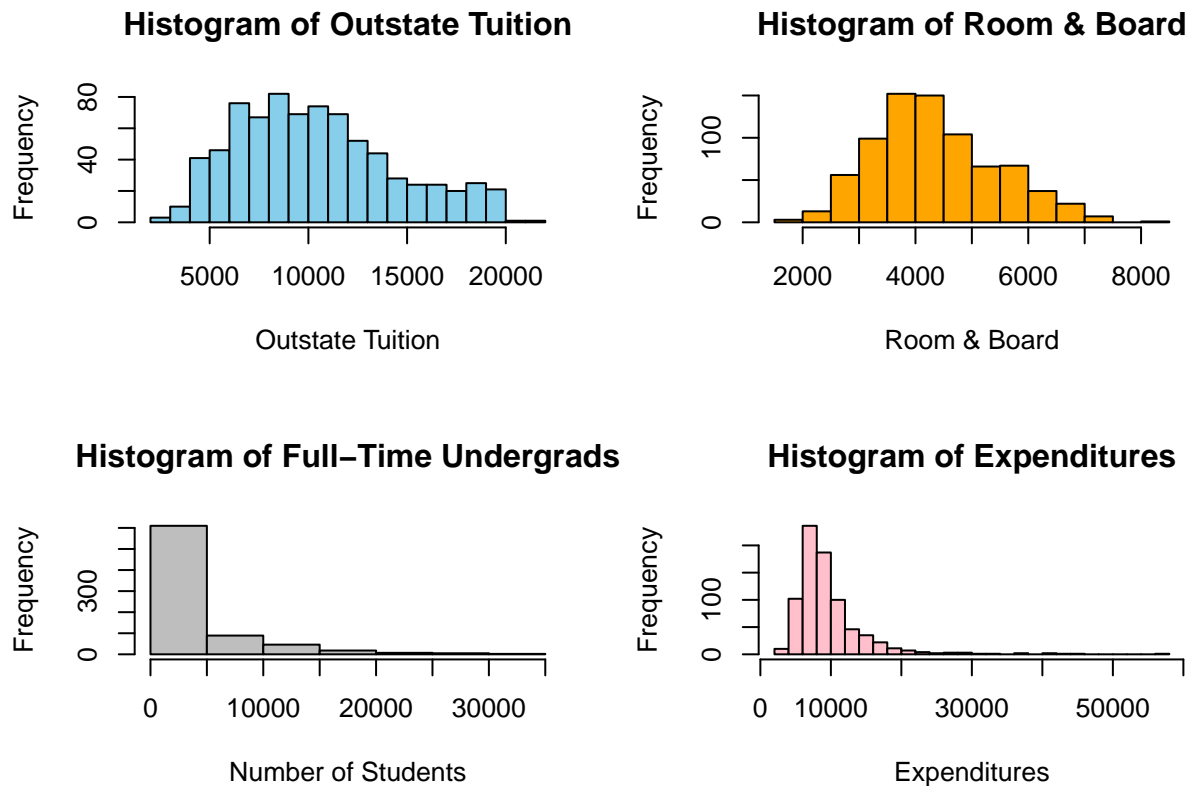 Histogram of Outstate Tuition
Frequency
0 40 80
5000 10000 15000 20000
Outstate Tuition
Histogram of Room & Board
Frequency
0 100
2000 4000 6000 8000
Room & Board
Histogram of Full−Time Undergrads
Frequency
0 300
0 10000 20000 30000
Number of Students
Histogram of Expenditures
Frequency
0 100
0 10000 30000 50000
Expenditures